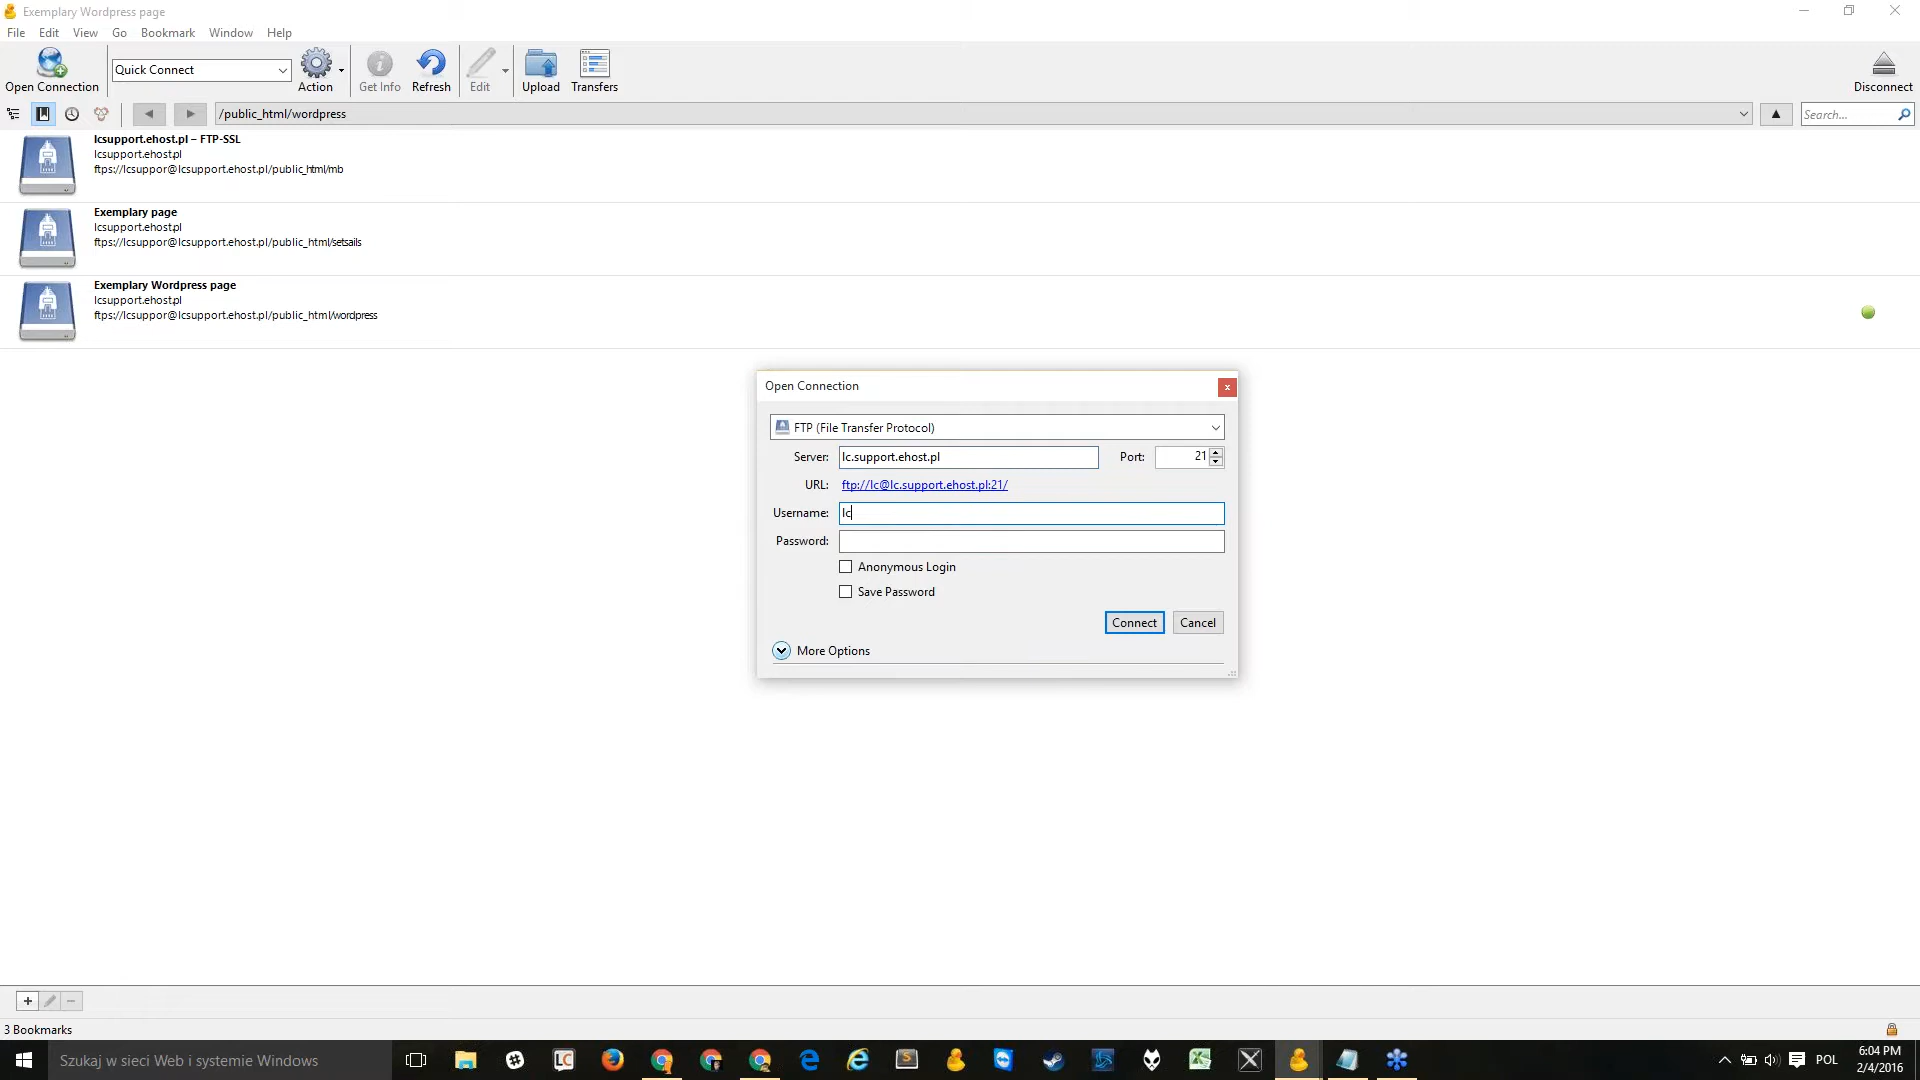 Exemplary Wordpress page
File Edit View Go Bookmark Window Help
Open Connection Quick Connect Action Get Info Refresh Edit Upload Transfers Disconnect
/public_html/wordpress Search...
lcsupport.ehost.pl – FTP-SSL
lcsupport.ehost.pl
ftps://lcsuppor@lcsupport.ehost.pl/public_html/mb
Exemplary page
lcsupport.ehost.pl
ftps://lcsuppor@lcsupport.ehost.pl/public_html/setsails
Exemplary Wordpress page
lcsupport.ehost.pl
ftps://lcsuppor@lcsupport.ehost.pl/public_html/wordpress
Open Connection
FTP (File Transfer Protocol)
Server: lc.support.ehost.pl Port: 21
URL: ftp://lc@lc.support.ehost.pl:21/
Username: lc
Password:
Anonymous Login
Save Password
Connect Cancel
More Options
3 Bookmarks
Szukaj w sieci Web i systemie Windows LC POL 6:04 PM
2/4/2016